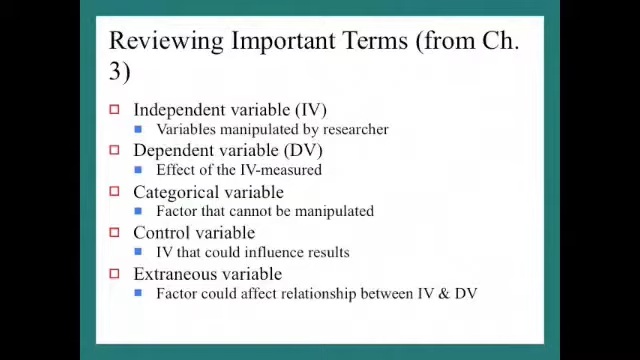 Reviewing Important Terms (from Ch.
3)
Independent variable (IV)
Variables manipulated by researcher
Dependent variable (DV)
Effect of the IV-measured
Categorical variable
Factor that cannot be manipulated
Control variable
IV that could influence results
Extraneous variable
Factor could affect relationship between IV & DV